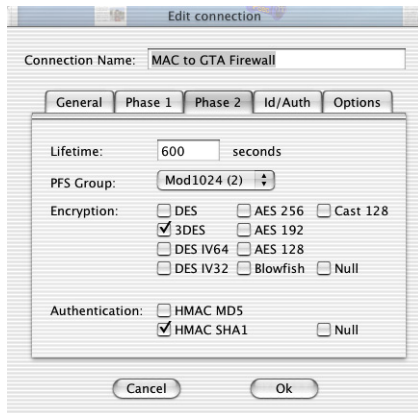 Edit connection
Connection Name: MAC to GTA Firewall
General Phase 1 Phase 2 Id/Auth Options
Lifetime: 600 seconds
PFS Group: Mod1024 (2)
Encryption: DES AES 256 Cast 128
3DES AES 192
DES IV64 AES 128
DES IV32 Blowfish Null
Authentication: HMAC MD5
HMAC SHA1 Null
Cancel Ok